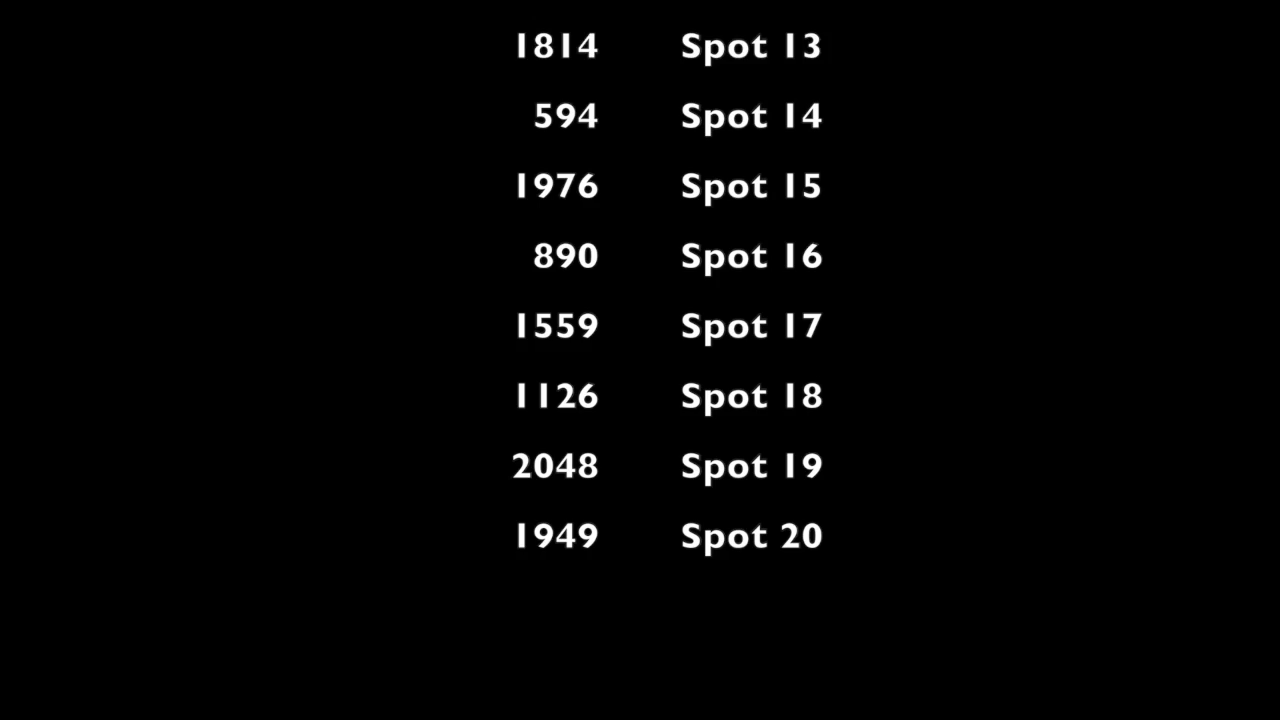 1814 Spot 13
594 Spot 14
1976 Spot 15
890 Spot 16
1559 Spot 17
1126 Spot 18
2048 Spot 19
1949 Spot 20